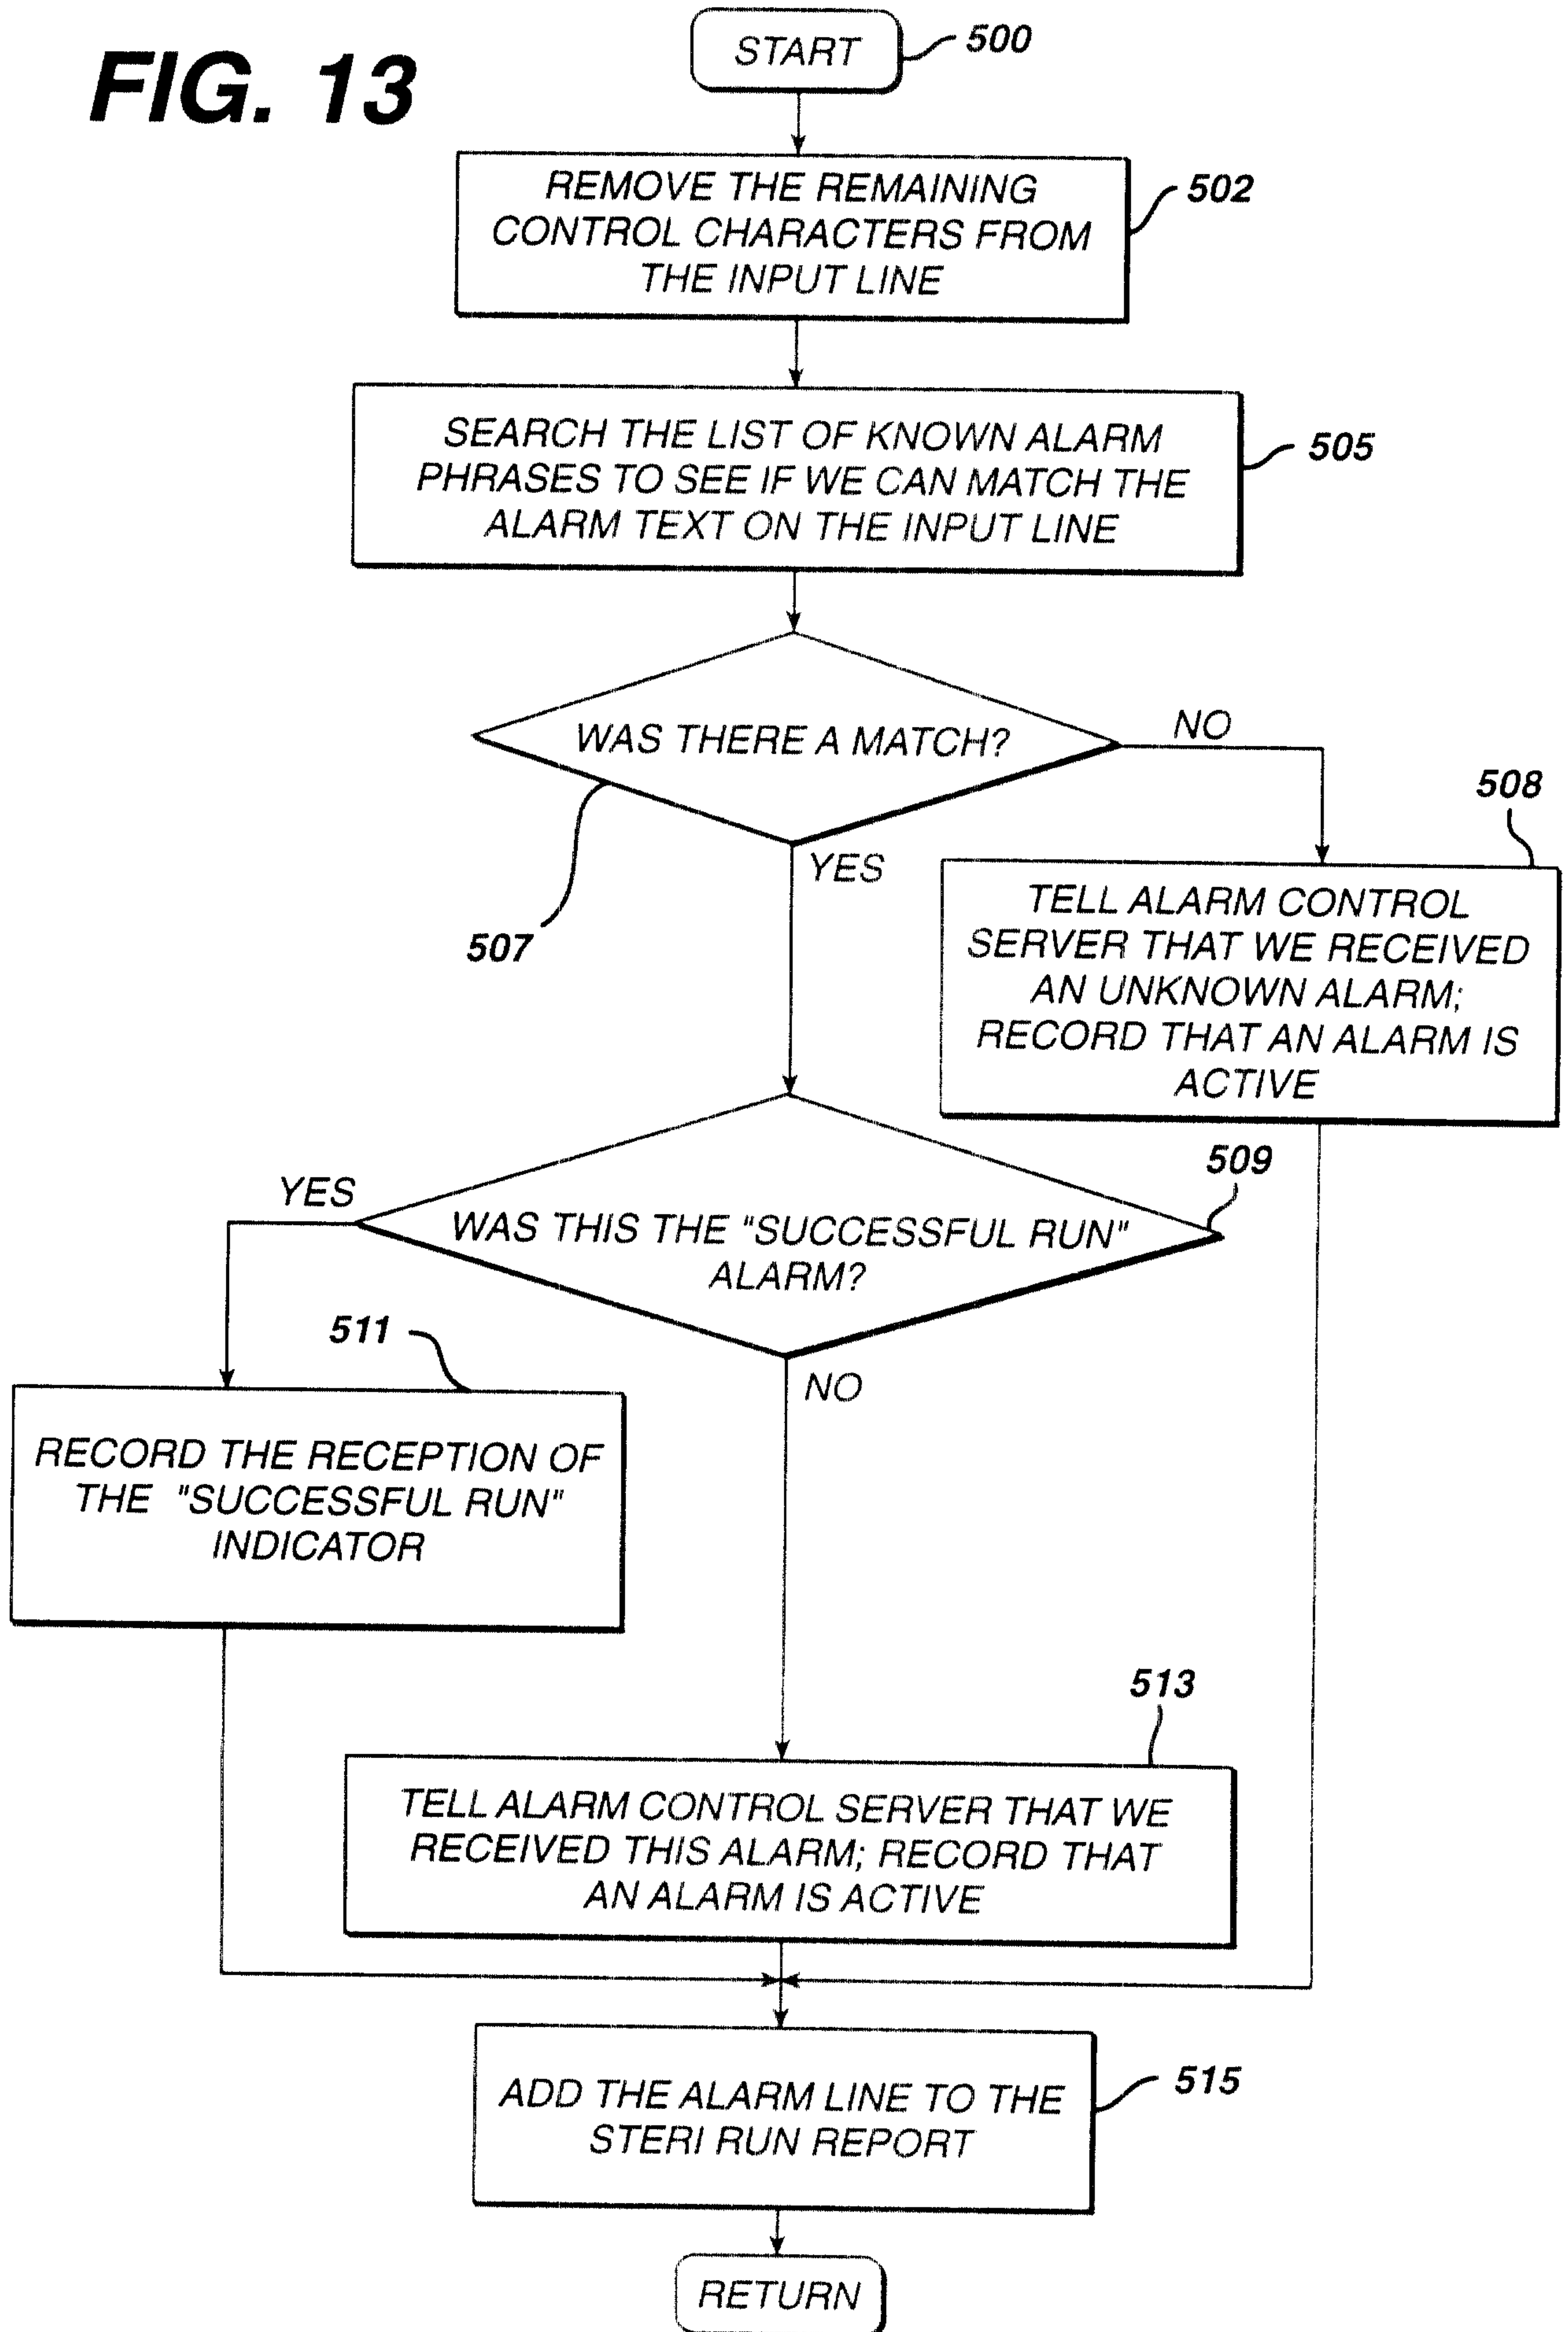 FIG. 13
START
500
REMOVE THE REMAINING
CONTROL CHARACTERS FROM
THE INPUT LINE
502
SEARCH THE LIST OF KNOWN ALARM
PHRASES TO SEE IF WE CAN MATCH THE
ALARM TEXT ON THE INPUT LINE
505
WAS THERE A MATCH?
NO
YES
507
508
TELL ALARM CONTROL
SERVER THAT WE RECEIVED
AN UNKNOWN ALARM;
RECORD THAT AN ALARM IS
ACTIVE
509
YES
WAS THIS THE "SUCCESSFUL RUN"
ALARM?
NO
511
RECORD THE RECEPTION OF
THE "SUCCESSFUL RUN"
INDICATOR
513
TELL ALARM CONTROL SERVER THAT WE
RECEIVED THIS ALARM; RECORD THAT
AN ALARM IS ACTIVE
ADD THE ALARM LINE TO THE
STERI RUN REPORT
515
RETURN